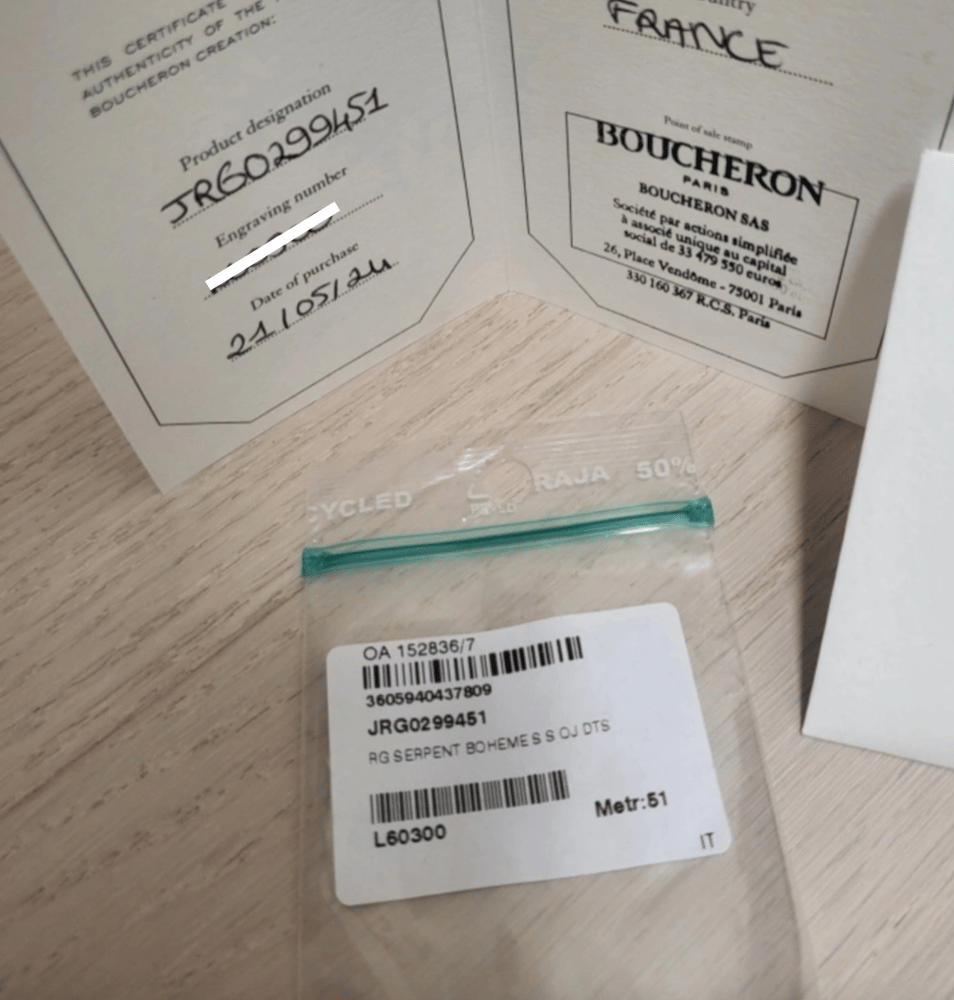 THIS CERTIFICATE
AUTHENTICITY OF THE
BOUCHERON CREATION:
Product designation
JRG0299451
Engraving number
Date of purchase
21/05/24
FRANCE
Point of sale stamp
BOUCHERON
PARIS
BOUCHERON SAS
Société par actions simplifiée
à associé unique au capital
social de 33 479 550 euros
26, Place Vendôme - 75001 Paris
330 160 367 R.C.S. Paris
CYCLED RAJA 50%
OA 152836/7
3605940437809
JRG0299451
RG SERPENT BOHEME S S OJ DTS
Metr:51
L60300
IT